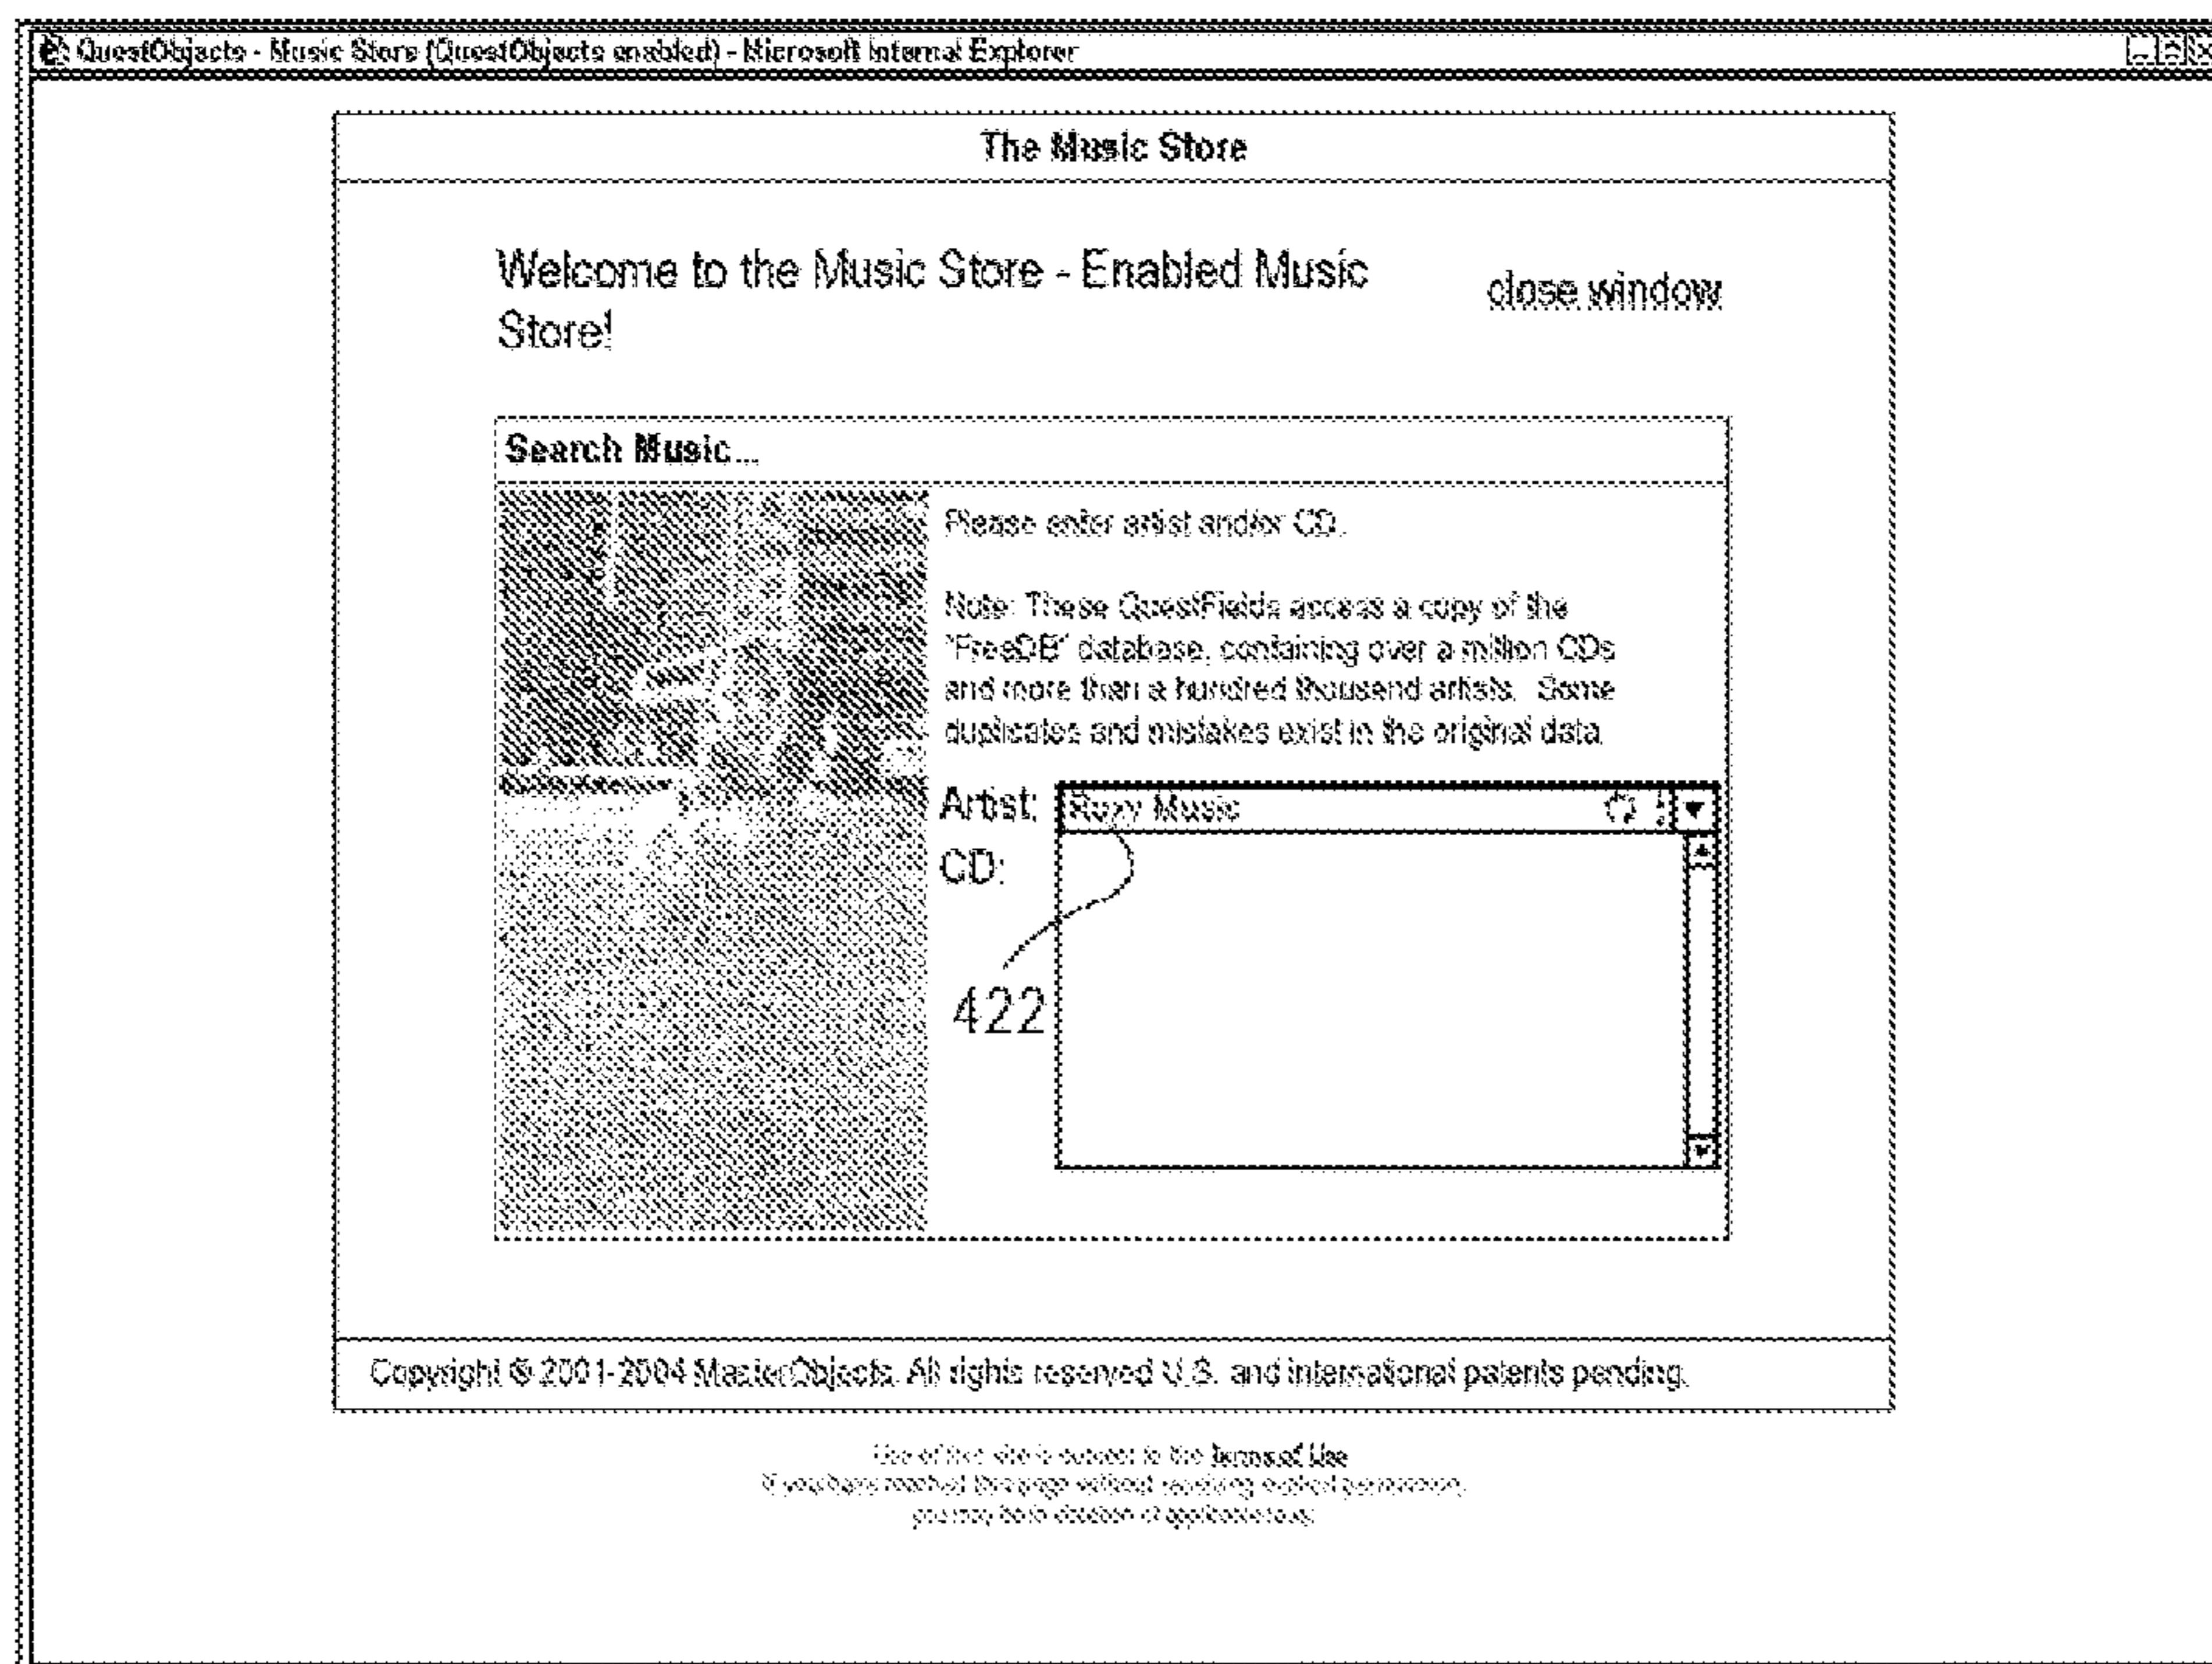 QuestObjects - Music Store (QuestObjects enabled) - Microsoft Internet Explorer
The Music Store
Welcome to the Music Store - Enabled Music
Store!
close window
Search Music...
Please enter artist and/or CD.
Note: These QuestFields access a copy of the
"FreeDB" database, containing over a million CDs
and more than a hundred thousand artists. Some
duplicates and mistakes exist in the original data.
Artist: Roxy Music
CD:
422
Copyright © 2001-2004 MasterObjects. All rights reserved U.S. and international patents pending.
Use of this site is subject to the Terms of Use